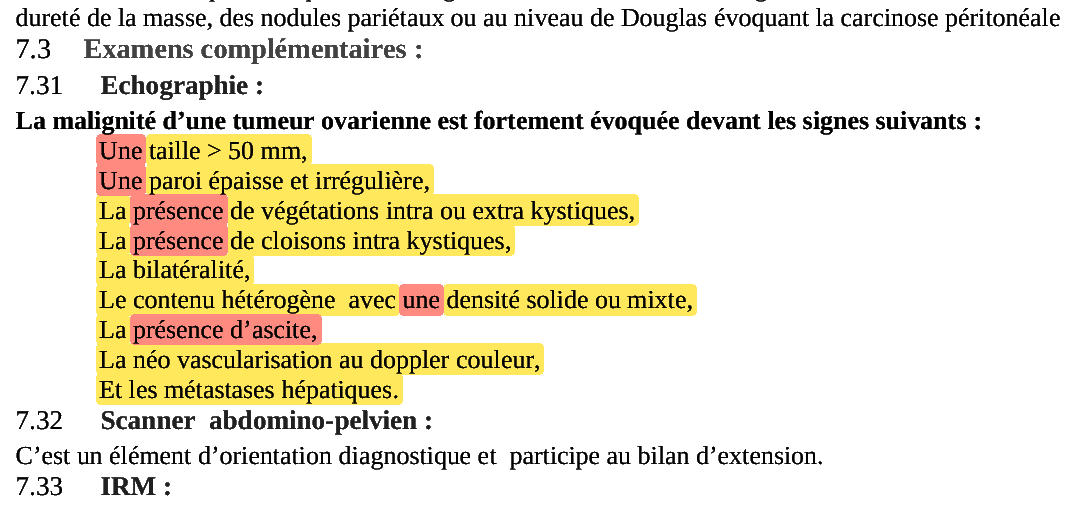 dureté de la masse, des nodules pariétaux ou au niveau de Douglas évoquant la carcinose péritonéale
7.3 Examens complémentaires :
7.31 Echographie :
La malignité d’une tumeur ovarienne est fortement évoquée devant les signes suivants :
Une taille > 50 mm,
Une paroi épaisse et irrégulière,
La présence de végétations intra ou extra kystiques,
La présence de cloisons intra kystiques,
La bilatéralité,
Le contenu hétérogène avec une densité solide ou mixte,
La présence d’ascite,
La néo vascularisation au doppler couleur,
Et les métastases hépatiques.
7.32 Scanner abdomino-pelvien :
C’est un élément d’orientation diagnostique et participe au bilan d’extension.
7.33 IRM :